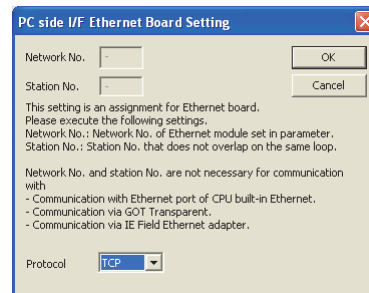 PC side I/F Ethernet Board Setting
Network No. -
OK
Station No. -
Cancel
This setting is an assignment for Ethernet board.
Please execute the following settings.
Network No.: Network No. of Ethernet module set in parameter.
Station No.: Station No. that does not overlap on the same loop.
Network No. and station No. are not necessary for communication
with
- Communication with Ethernet port of CPU built-in Ethernet.
- Communication via GOT Transparent.
- Communication via IE Field Ethernet adapter.
Protocol TCP